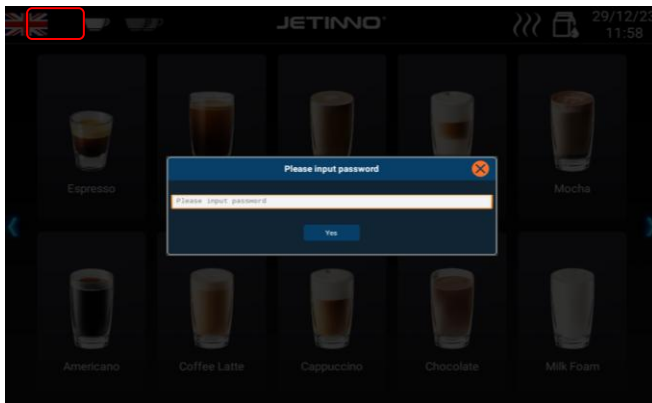 JETINNO
29/12/23
11:58
Please input password
Please input password
Yes
Espresso
Mocha
Americano
Coffee Latte
Cappuccino
Chocolate
Milk Foam